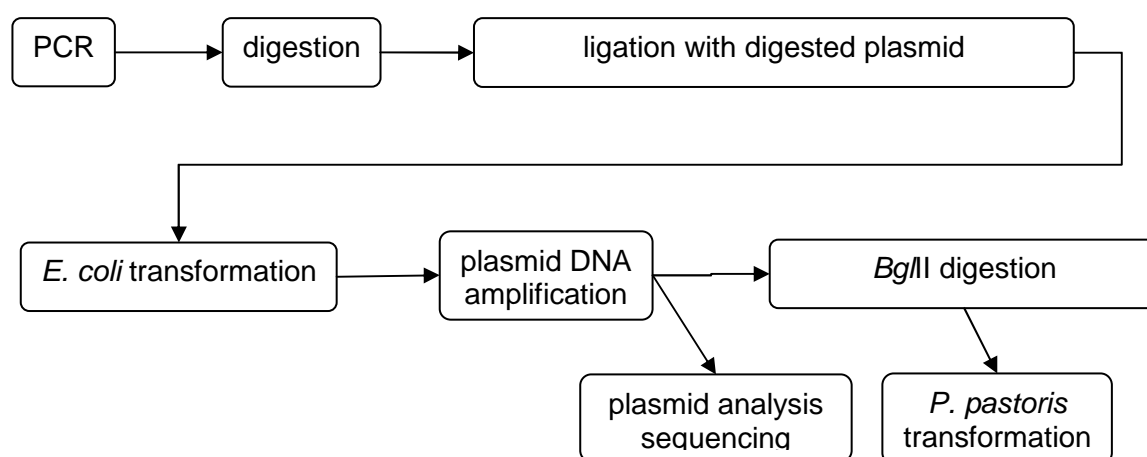 PCR
digestion
ligation with digested plasmid
E. coli transformation
plasmid DNA
amplification
BglII digestion
plasmid analysis
sequencing
P. pastoris
transformation